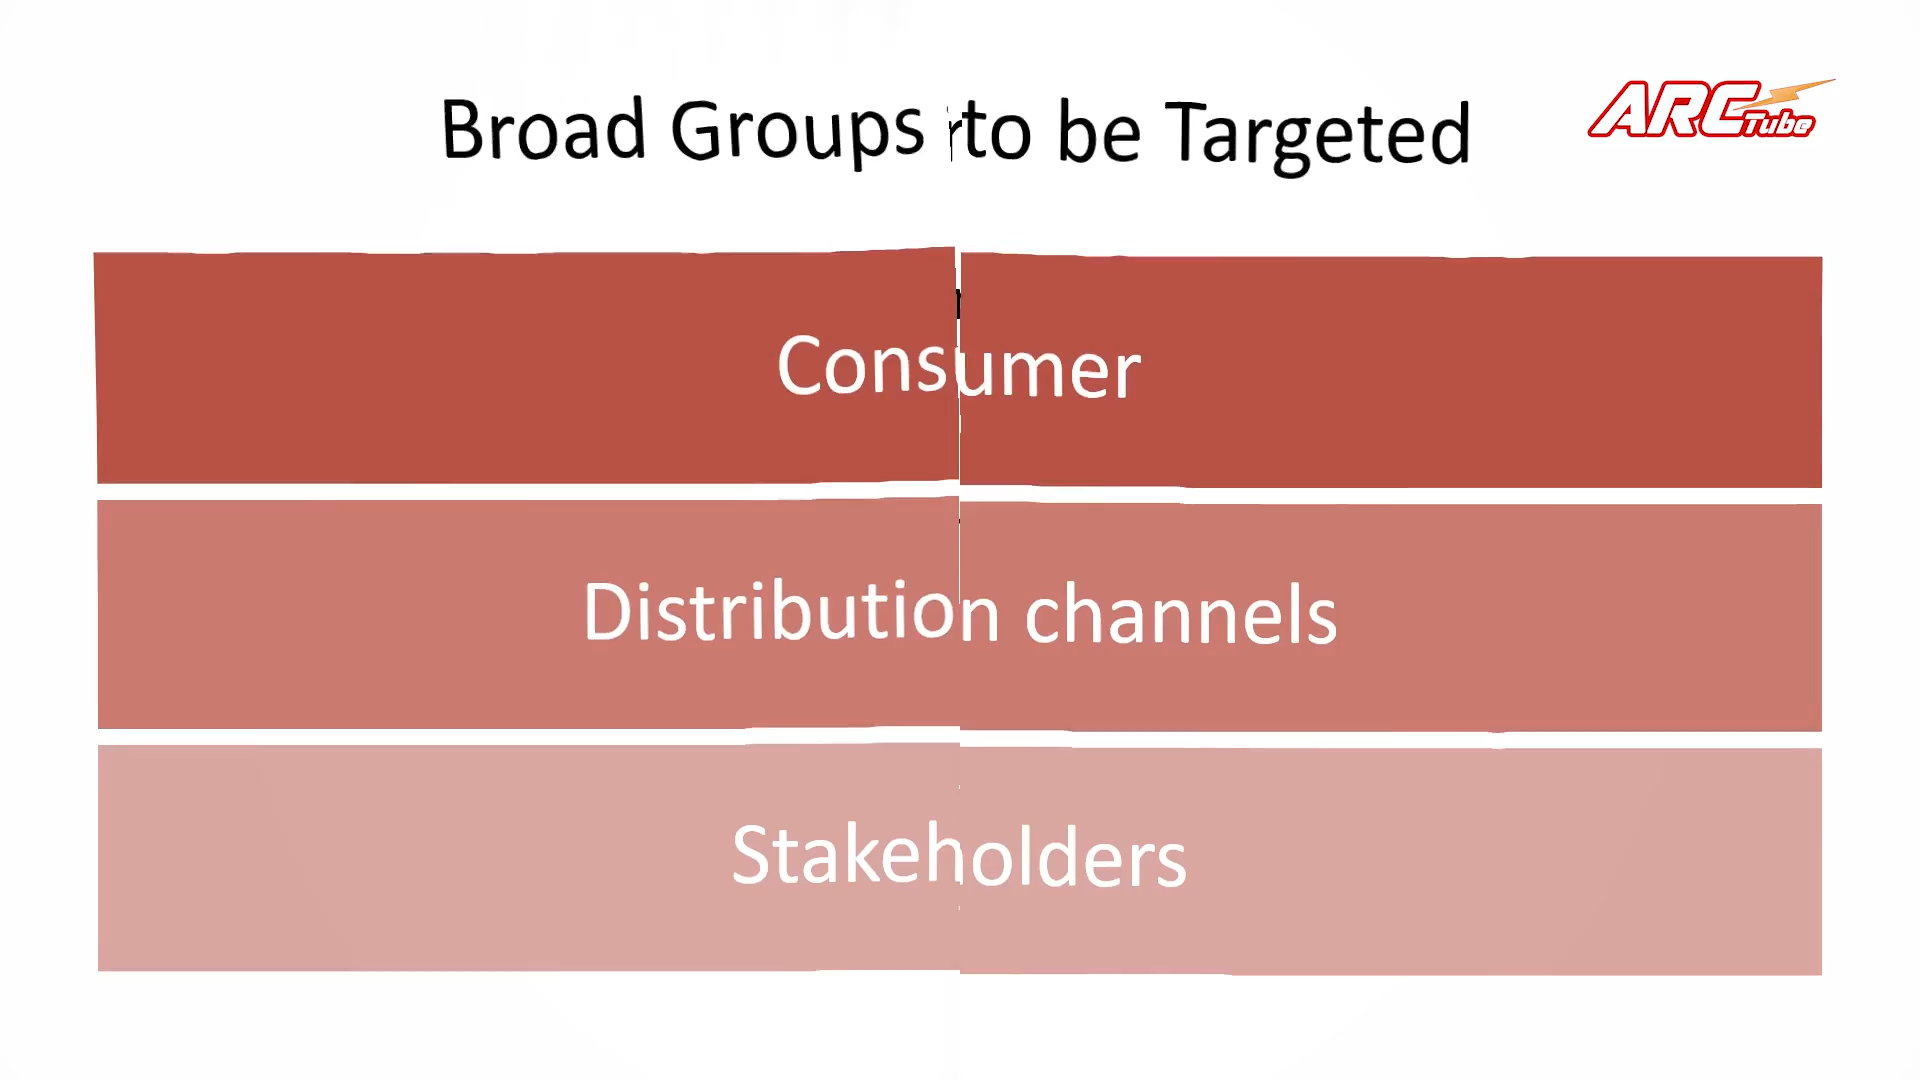 Broad Groups to be Targeted
ARC Tube
Consumer
Distribution channels
Stakeholders